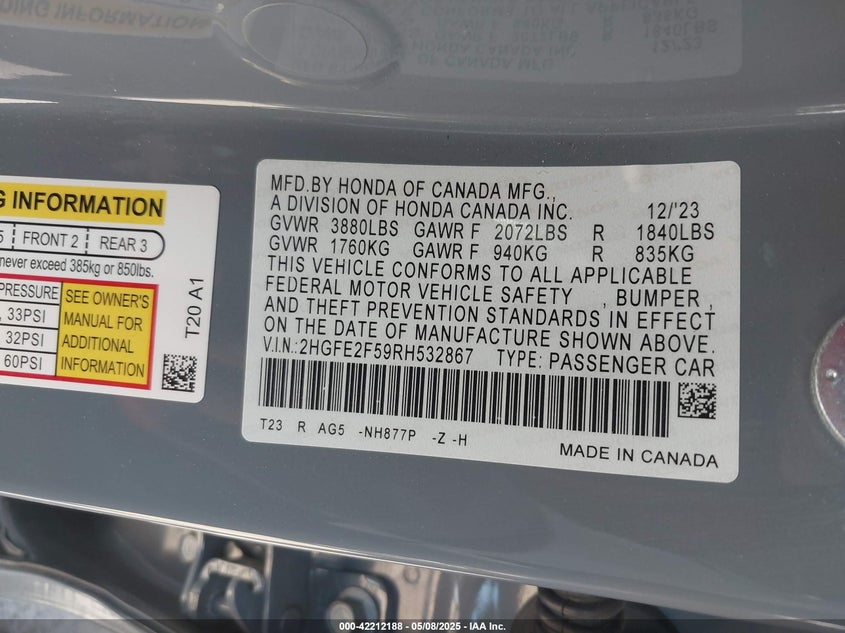 G INFORMATION
5 FRONT 2 REAR 3
never exceed 385kg or 850lbs.
PRESSURE SEE OWNER'S
, 33PSI MANUAL FOR
32PSI ADDITIONAL
60PSI INFORMATION
T20 A1
MFD.BY HONDA OF CANADA MFG.,
A DIVISION OF HONDA CANADA INC. 12/'23
GVWR 3880LBS GAWR F 2072LBS R 1840LBS
GVWR 1760KG GAWR F 940KG R 835KG
THIS VEHICLE CONFORMS TO ALL APPLICABLE
FEDERAL MOTOR VEHICLE SAFETY , BUMPER ,
AND THEFT PREVENTION STANDARDS IN EFFECT
ON THE DATE OF MANUFACTURE SHOWN ABOVE.
V.I.N.:2HGFE2F59RH532867 TYPE: PASSENGER CAR
T23 R AG5 -NH877P -Z -H
MADE IN CANADA
000-42212188 — 05/08/2025 — IAA Inc.